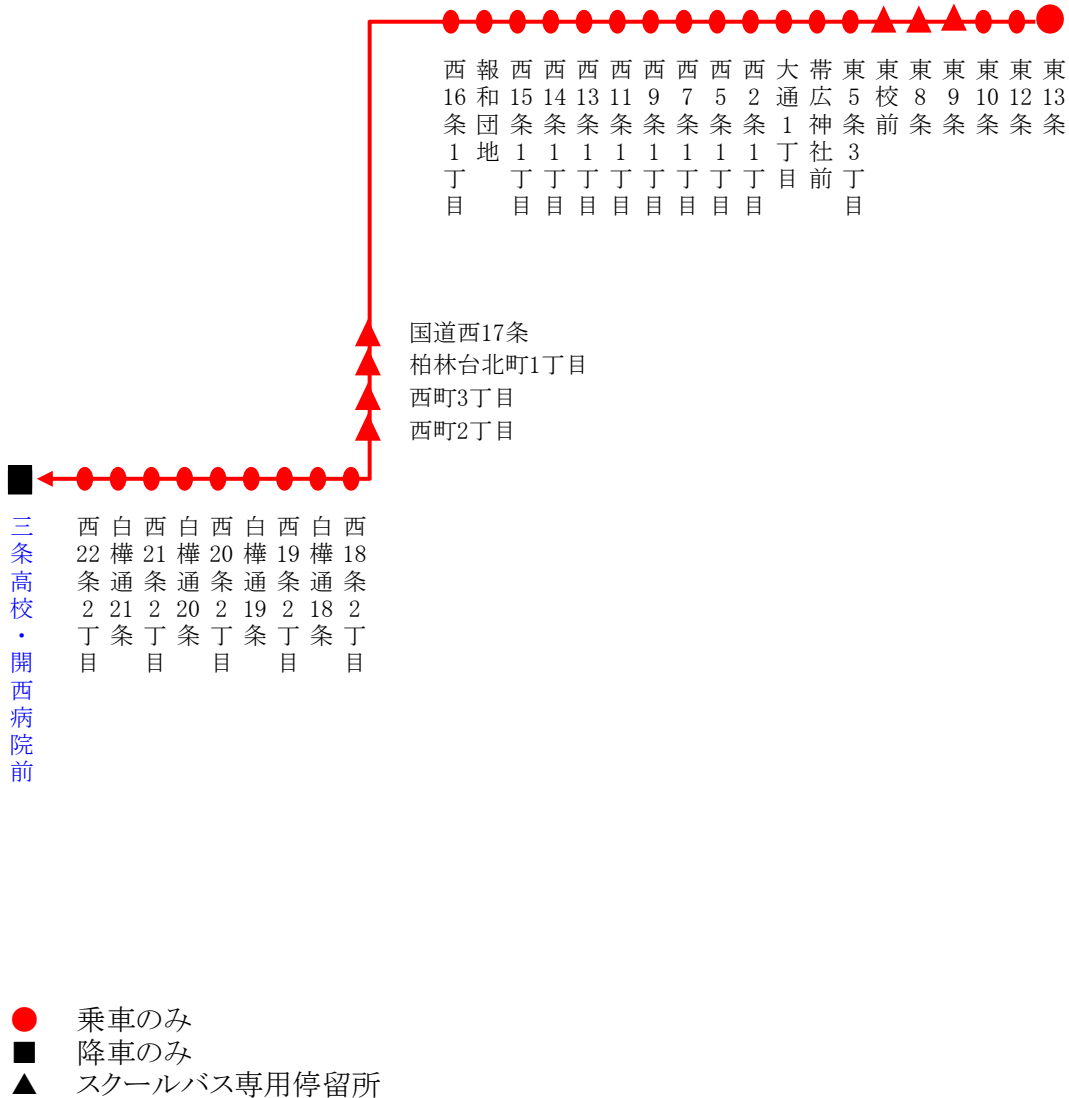 西16条1丁目
報和団地
西15条1丁目
西14条1丁目
西13条1丁目
西11条1丁目
西9条1丁目
西7条1丁目
西5条1丁目
西2条1丁目
大通1丁目
帯広神社前
東5条3丁目
東校前
東8条
東9条
東10条
東12条
東13条
国道西17条
柏林台北町1丁目
西町3丁目
西町2丁目
三条高校・開西病院前
西22条2丁目
白樺通21条
西21条2丁目
白樺通20条
西20条2丁目
白樺通19条
西19条2丁目
白樺通18条
西18条2丁目
● 乗車のみ
■ 降車のみ
▲ スクールバス専用停留所